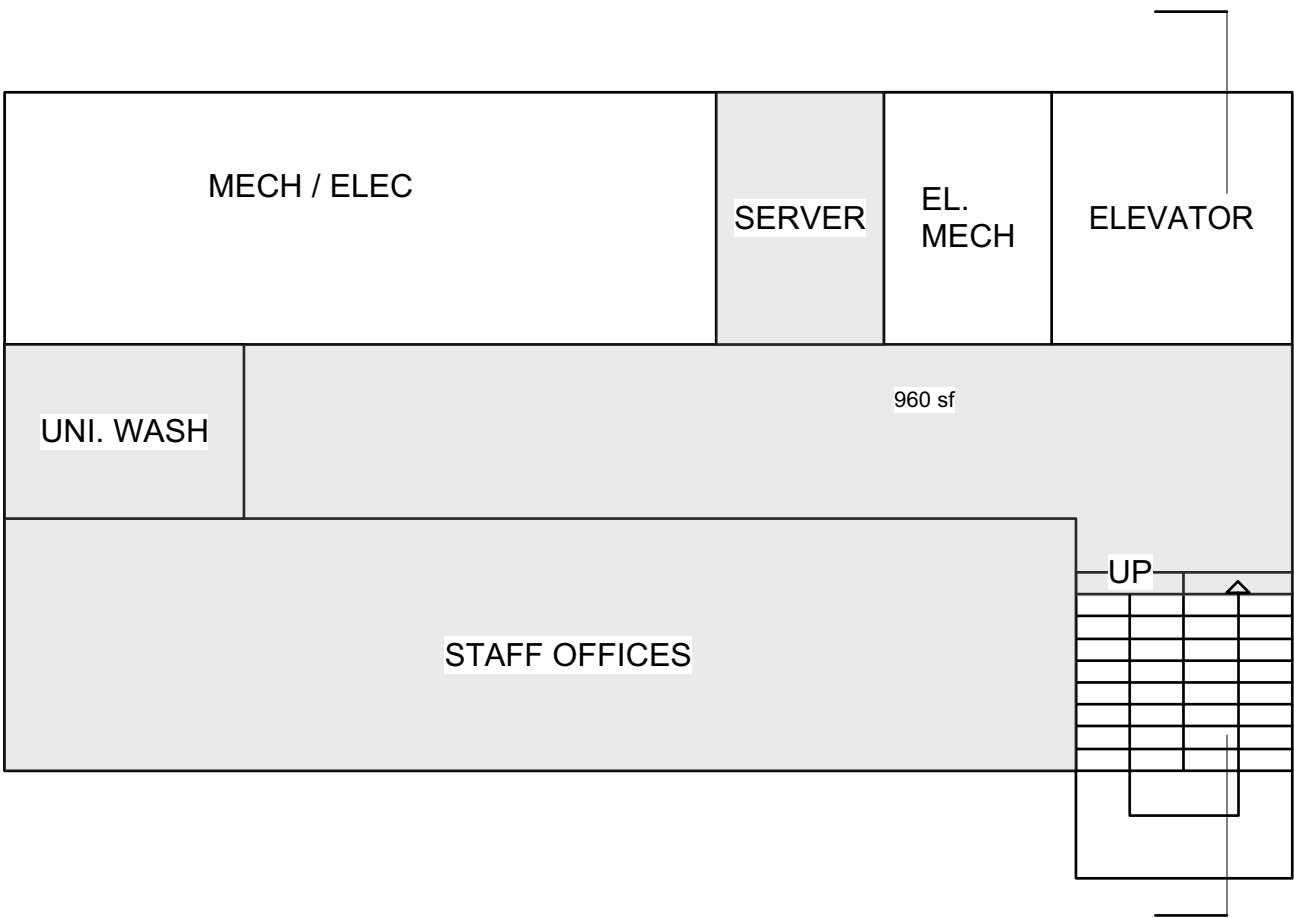 MECH / ELEC
SERVER
EL.
MECH
ELEVATOR
960 sf
UNI. WASH
UP
STAFF OFFICES